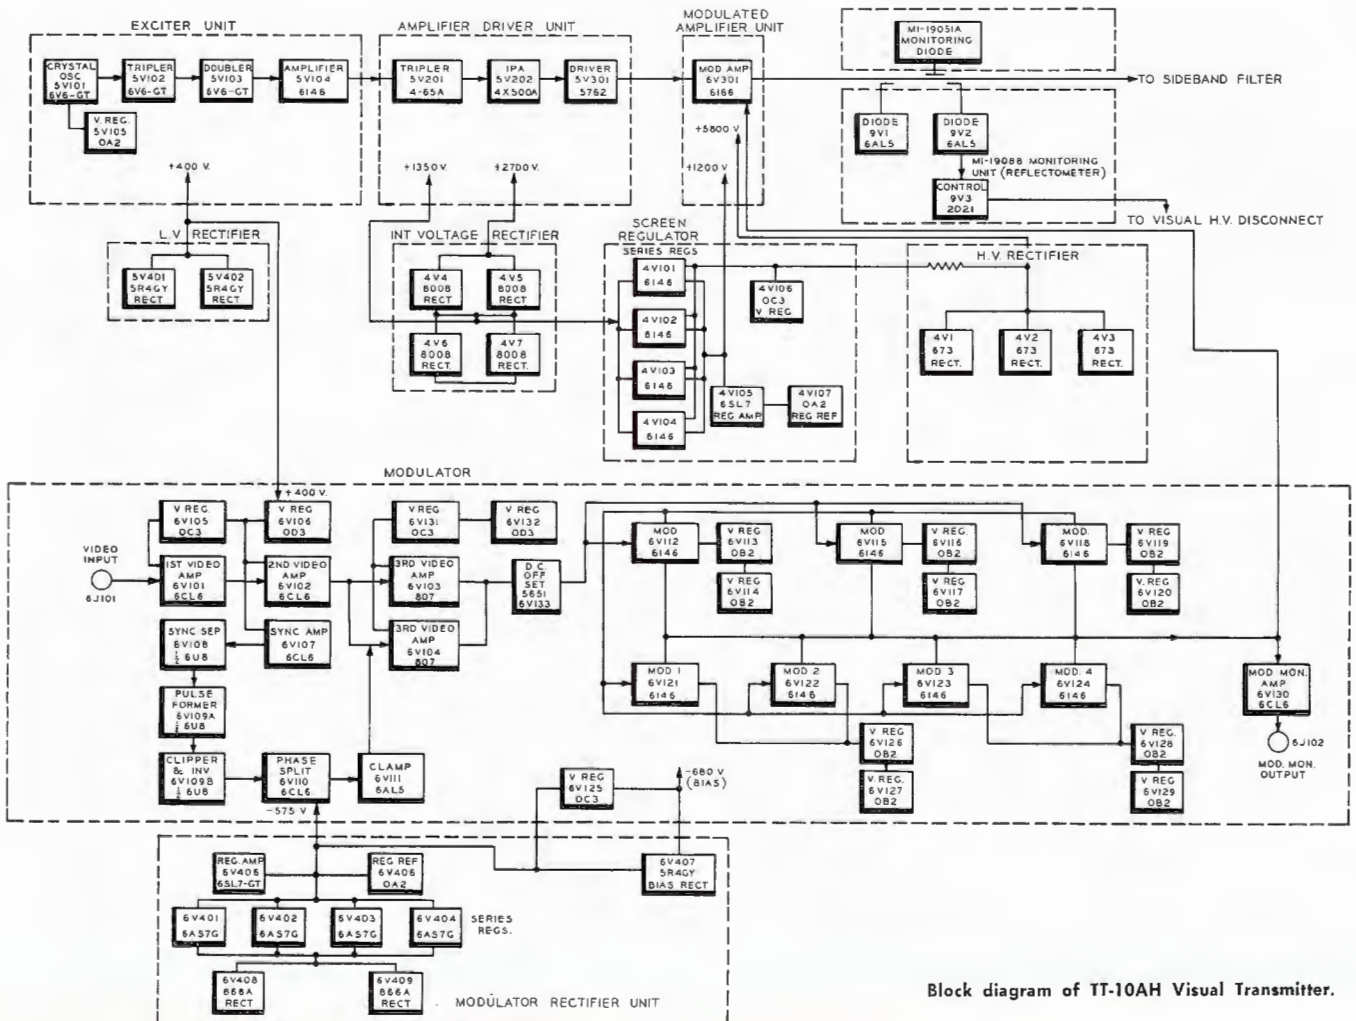 EXCITER UNIT
CRYSTAL
OSC
5V101
6V6-GT
TRIPLER
5V102
6V6-GT
DOUBLER
5V103
6V6-GT
AMPLIFIER
5V104
6146
V. REG.
5V105
OA2
+400 V.
AMPLIFIER DRIVER UNIT
TRIPLER
5V201
4-65A
IPA
5V202
4X500A
DRIVER
5V301
5762
+1350 V.
+2700 V.
MODULATED
AMPLIFIER UNIT
MOD AMP
6V301
6166
+5800 V
+1200 V
MI-19051A
MONITORING
DIODE
TO SIDEBAND FILTER
DIODE
9V1
6AL5
DIODE
9V2
6AL5
MI-19088 MONITORING
UNIT (REFLECTOMETER)
CONTROL
9V3
2D21
TO VISUAL H.V. DISCONNECT
L.V RECTIFIER
5V401
5R4GY
RECT
5V402
5R4GY
RECT
INT VOLTAGE RECTIFIER
4V4
8008
RECT
4V5
8008
RECT
4V6
8008
RECT.
4V7
8008
RECT.
SCREEN
REGULATOR
SERIES REGS
4V101
6146
4V102
6146
4V103
6146
4V104
6146
4V106
OC3
V REG
4V105
6SL7
REG AMP
4V107
OA2
REG REF
H.V. RECTIFIER
4V1
673
RECT.
4V2
673
RECT.
4V3
673
RECT.
MODULATOR
VIDEO
INPUT
6J101
V REG.
6V105
OC3
+400 V.
V REG
6V106
OD3
V REG
6V131
OC3
V REG
6V132
OD3
1ST VIDEO
AMP
6V101
6CL6
2ND VIDEO
AMP
6V102
6CL6
3RD VIDEO
AMP
6V103
807
D.C.
OFF
SET
5651
6V133
SYNC SEP
6V108
½ 6U8
SYNC AMP
6V107
6CL6
3RD VIDEO
AMP
6V104
807
PULSE
FORMER
6V109A
½ 6U8
CLIPPER
& INV
6V109B
½ 6U8
PHASE
SPLIT
6V110
6CL6
CLAMP
6V111
6AL5
-575 V
MOD
6V112
6146
V REG
6V113
OB2
V REG
6V114
OB2
MOD
6V115
6146
V REG
6V116
OB2
V REG
6V117
OB2
MOD.
6V118
6146
V REG
6V119
OB2
V REG.
6V120
OB2
MOD 1
6V121
6146
MOD 2
6V122
6146
MOD 3
6V123
6146
MOD. 4
6V124
6146
V REG
6V126
OB2
V REG.
6V127
OB2
V REG.
6V128
OB2
V REG
6V129
OB2
MOD MON.
AMP
6V130
6CL6
6J102
MOD. MON.
OUTPUT
V REG
6V125
OC3
-680 V
(BIAS)
REG. AMP
6V406
6SL7-GT
REG REF
6V406
OA2
6V407
5R4GY
BIAS RECT
6V401
6AS7G
6V402
6AS7G
6V403
6AS7G
6V404
6AS7G
SERIES
REGS.
6V408
866A
RECT
6V409
866A
RECT
MODULATOR RECTIFIER UNIT
Block diagram of TT-10AH Visual Transmitter.